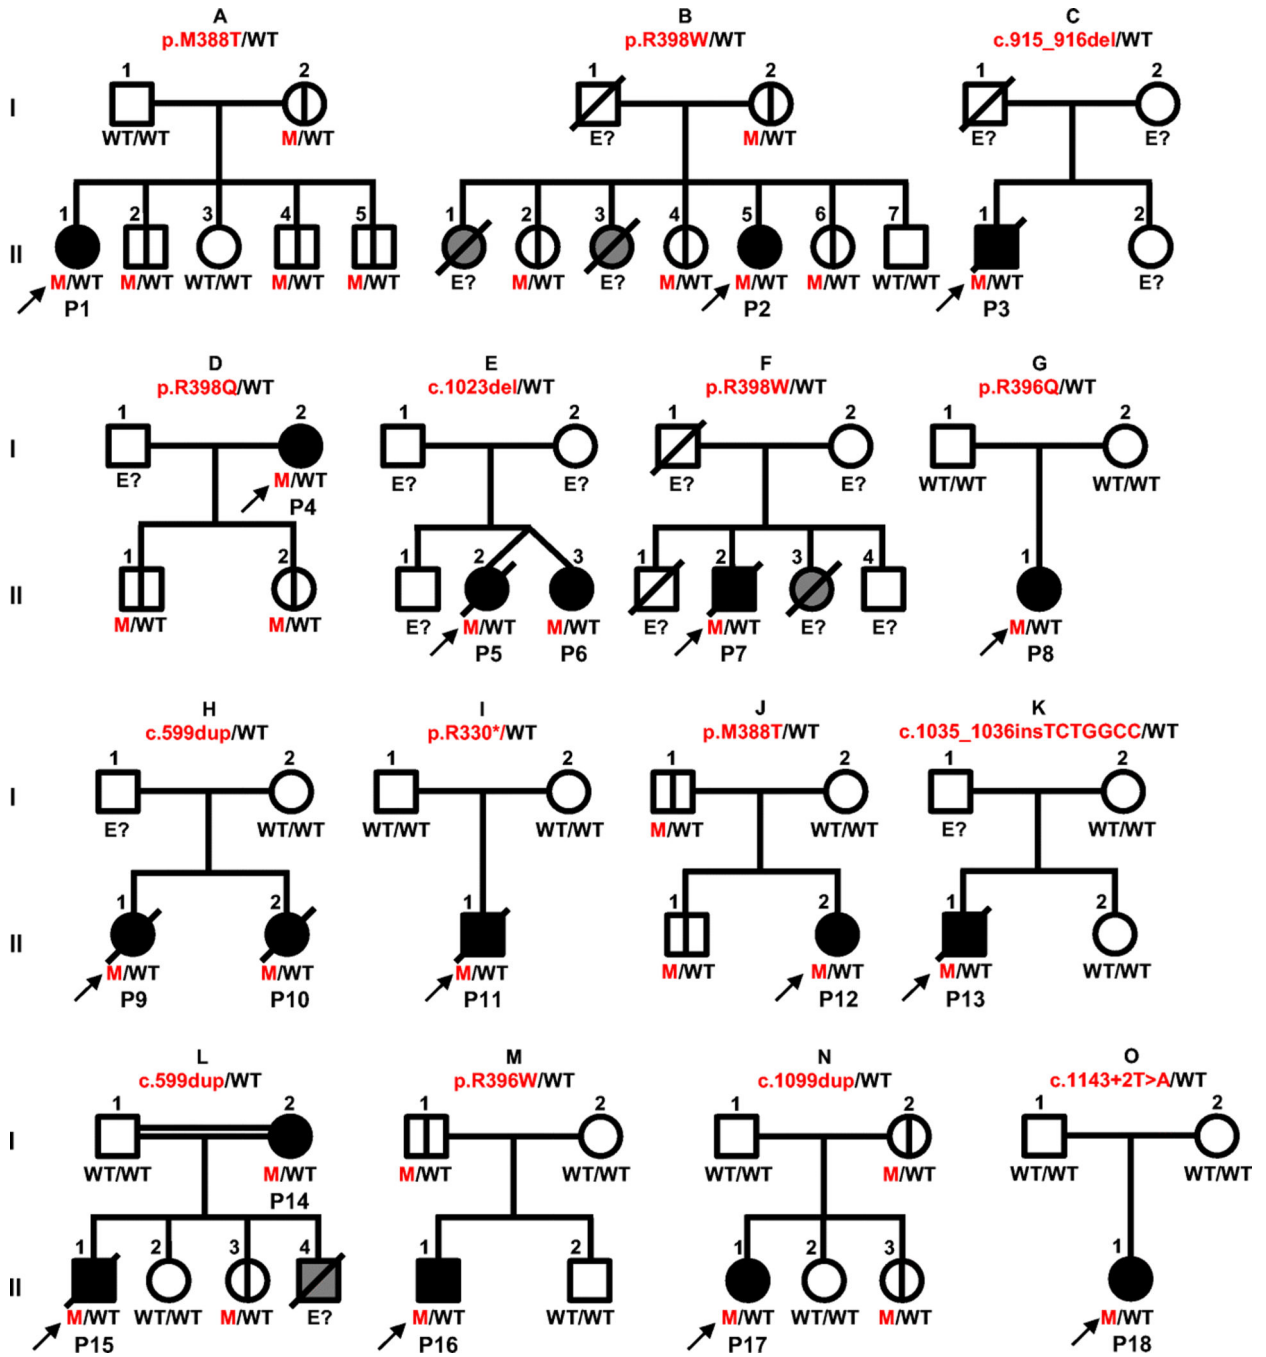 A
p.M388T/WT
B
p.R398W/WT
C
c.915_916del/WT
I
1
2
1
2
1
2
WT/WT
M/WT
E?
M/WT
E?
E?
II
1
2
3
4
5
1
2
3
4
5
6
7
1
2
M/WT
M/WT
WT/WT
M/WT
M/WT
E?
M/WT
E?
M/WT
M/WT
M/WT
WT/WT
M/WT
E?
P1
P2
P3
D
p.R398Q/WT
E
c.1023del/WT
F
p.R398W/WT
G
p.R396Q/WT
I
1
2
1
2
1
2
1
2
E?
M/WT
E?
E?
E?
E?
WT/WT
WT/WT
P4
II
1
2
1
2
3
1
2
3
4
1
M/WT
M/WT
E?
M/WT
M/WT
E?
M/WT
E?
E?
M/WT
P5
P6
P7
P8
H
c.599dup/WT
I
p.R330*/WT
J
p.M388T/WT
K
c.1035_1036insTCTGGCC/WT
I
1
2
1
2
1
2
1
2
E?
WT/WT
WT/WT
WT/WT
M/WT
WT/WT
E?
WT/WT
II
1
2
1
1
2
1
2
M/WT
M/WT
M/WT
M/WT
M/WT
M/WT
WT/WT
P9
P10
P11
P12
P13
L
c.599dup/WT
M
p.R396W/WT
N
c.1099dup/WT
O
c.1143+2T>A/WT
I
1
2
1
2
1
2
1
2
WT/WT
M/WT
M/WT
WT/WT
WT/WT
M/WT
WT/WT
WT/WT
P14
II
1
2
3
4
1
2
1
2
3
1
M/WT
WT/WT
M/WT
E?
M/WT
WT/WT
M/WT
WT/WT
M/WT
M/WT
P15
P16
P17
P18